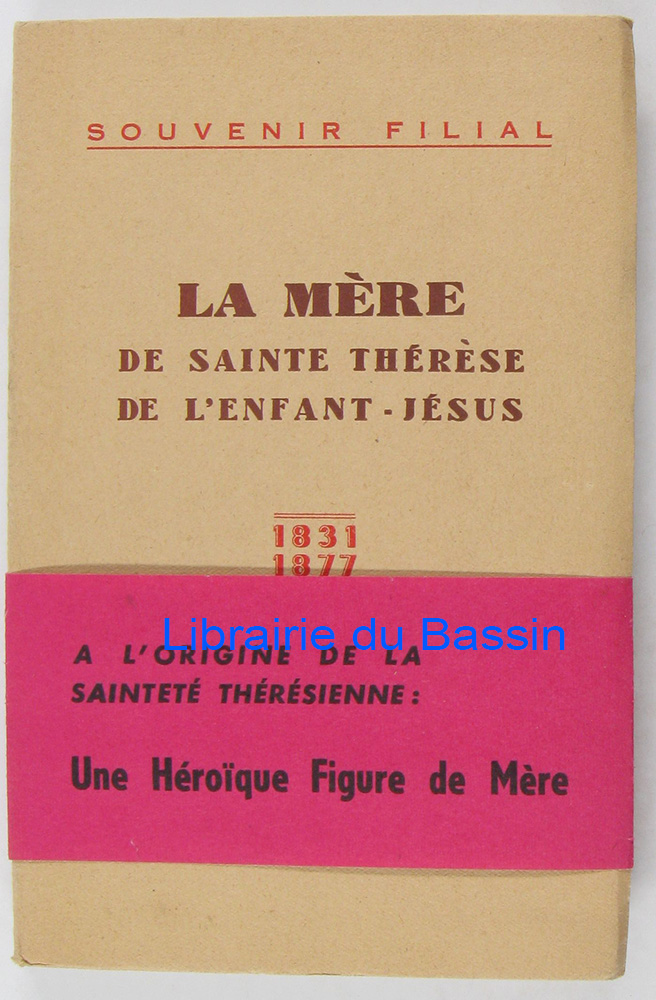 SOUVENIR FILIAL
LA MÈRE
DE SAINTE THÉRÈSE
DE L'ENFANT-JÉSUS
1831
1877
Librairie du Bassin
A L'ORIGINE DE LA
SAINTETÉ THÉRÉSIENNE :
Une Héroïque Figure de Mère